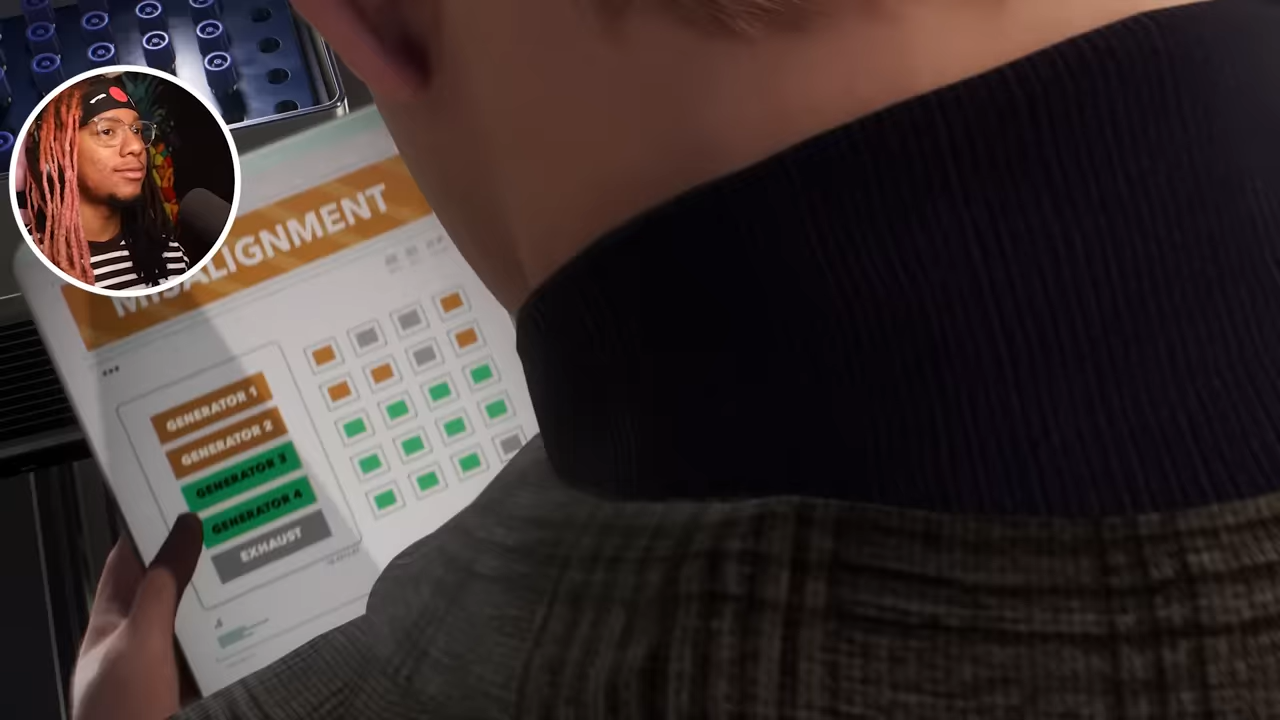 MISALIGNMENT
GENERATOR 1
GENERATOR 2
GENERATOR 3
GENERATOR 4
EXHAUST